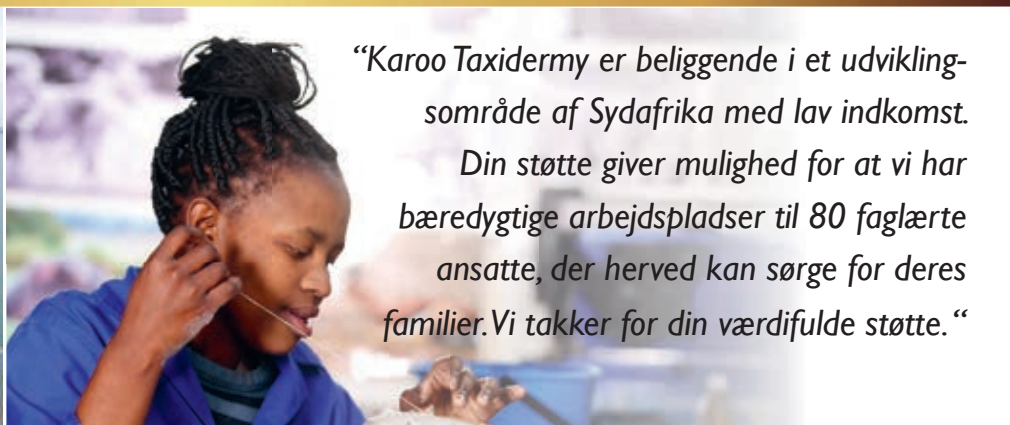 “Karoo Taxidermy er beliggende i et udvikling-
sområde af Sydafrika med lav indkomst.
Din støtte giver mulighed for at vi har
bæredygtige arbejdspladser til 80 faglærte
ansatte, der herved kan sørge for deres
familier. Vi takker for din værdifulde støtte.“